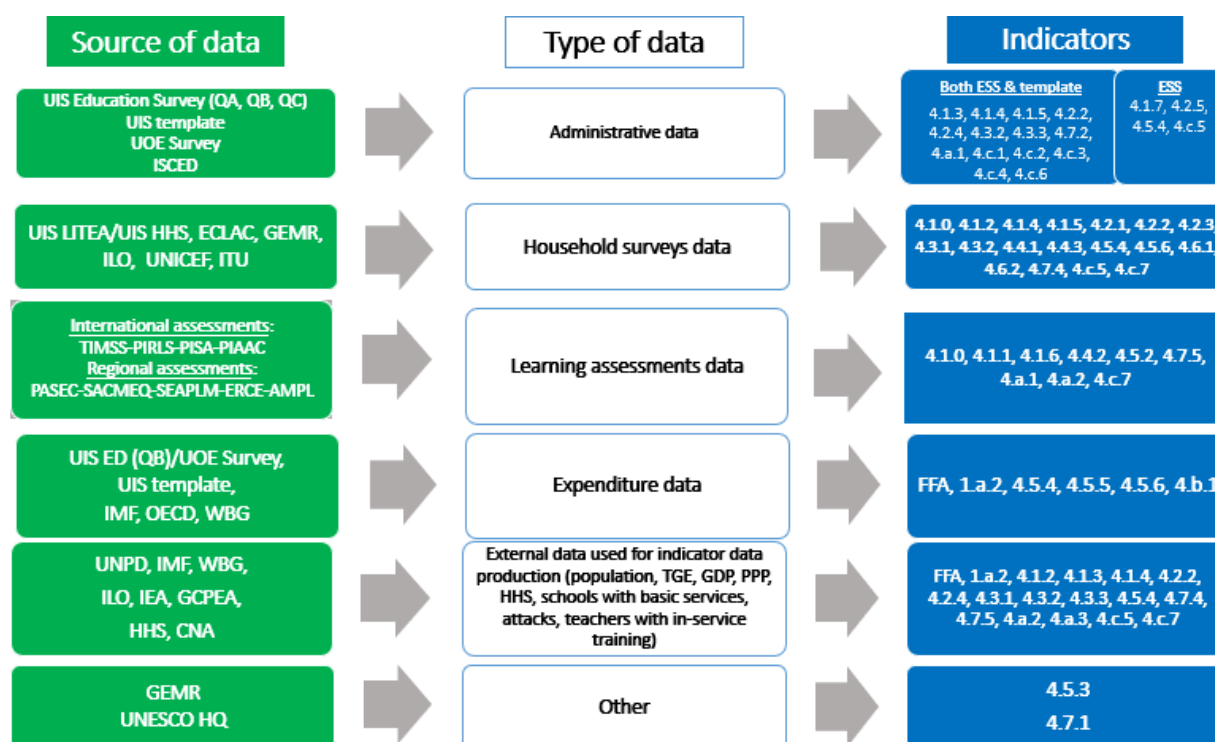 Source of data
Type of data
Indicators
UIS Education Survey (QA, QB, QC)
UIS template
UOE Survey
ISCED
Administrative data
Both ESS & template
4.1.3, 4.1.4, 4.1.5, 4.2.2,
4.2.4, 4.3.2, 4.3.3, 4.7.2,
4.a.1, 4.c.1, 4.c.2, 4.c.3,
4.c.4, 4.c.6
ESS
4.1.7, 4.2.5,
4.5.4, 4.c.5
UIS LITEA/UIS HHS, ECLAC, GEMR,
ILO, UNICEF, ITU
Household surveys data
4.1.0, 4.1.2, 4.1.4, 4.1.5, 4.2.1, 4.2.2, 4.2.3,
4.3.1, 4.3.2, 4.4.1, 4.4.3, 4.5.4, 4.5.6, 4.6.1,
4.6.2, 4.7.4, 4.c.5, 4.c.7
International assessments:
TIMSS-PIRLS-PISA-PIAAC
Regional assessments:
PASEC-SACMEQ-SEAPLM-ERCE-AMPL
Learning assessments data
4.1.0, 4.1.1, 4.1.6, 4.4.2, 4.5.2, 4.7.5,
4.a.1, 4.a.2, 4.c.7
UIS ED (QB)/UOE Survey,
UIS template,
IMF, OECD, WBG
Expenditure data
FFA, 1.a.2, 4.5.4, 4.5.5, 4.5.6, 4.b.1
UNPD, IMF, WBG,
ILO, IEA, GCPEA,
HHS, CNA
External data used for indicator data
production (population, TGE, GDP, PPP,
HHS, schools with basic services,
attacks, teachers with in-service
training)
FFA, 1.a.2, 4.1.2, 4.1.3, 4.1.4, 4.2.2,
4.2.4, 4.3.1, 4.3.2, 4.3.3, 4.5.4, 4.7.4,
4.7.5, 4.a.2, 4.a.3, 4.c.5, 4.c.7
GEMR
UNESCO HQ
Other
4.5.3
4.7.1